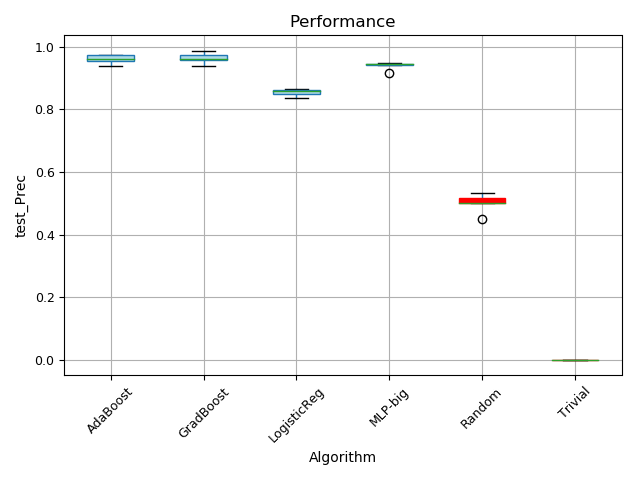 Performance
test_Prec
1.0
0.8
0.6
0.4
0.2
0.0
AdaBoost
GradBoost
LogisticReg
MLP-big
Random
Trivial
Algorithm